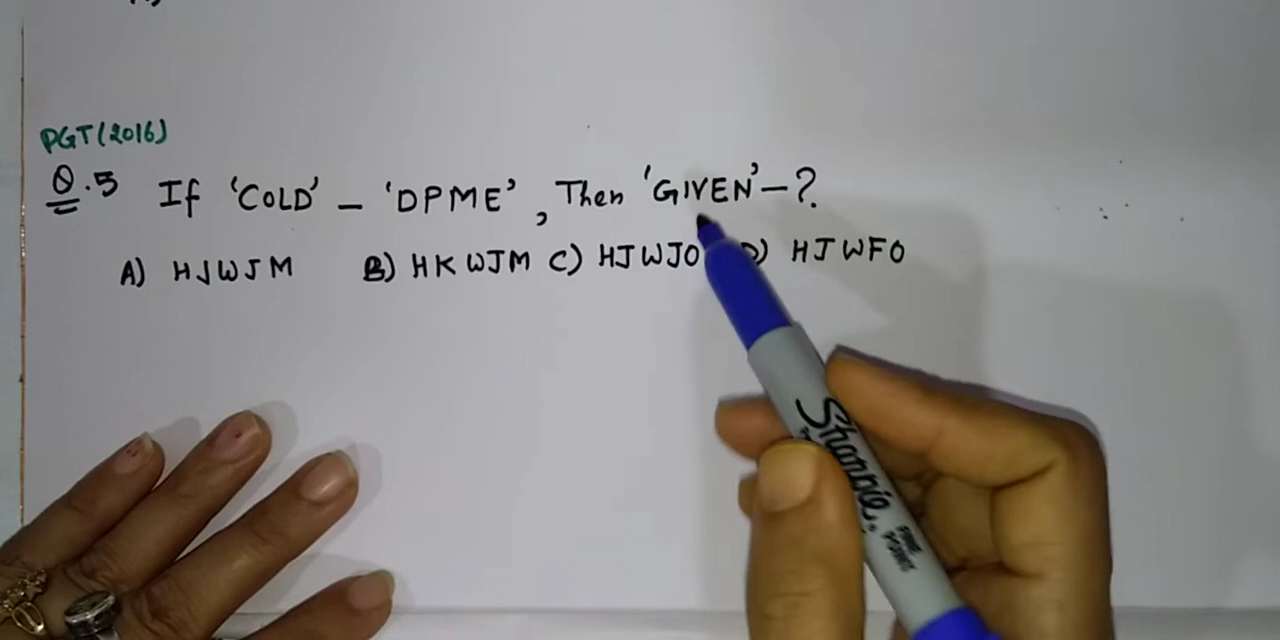 PGT(2016)
Q.5 If 'COLD' – 'DPME', Then 'GIVEN' – ?
A) HJWJM B) HKWJM C) HJWJO D) HJWFO
Sharpie.